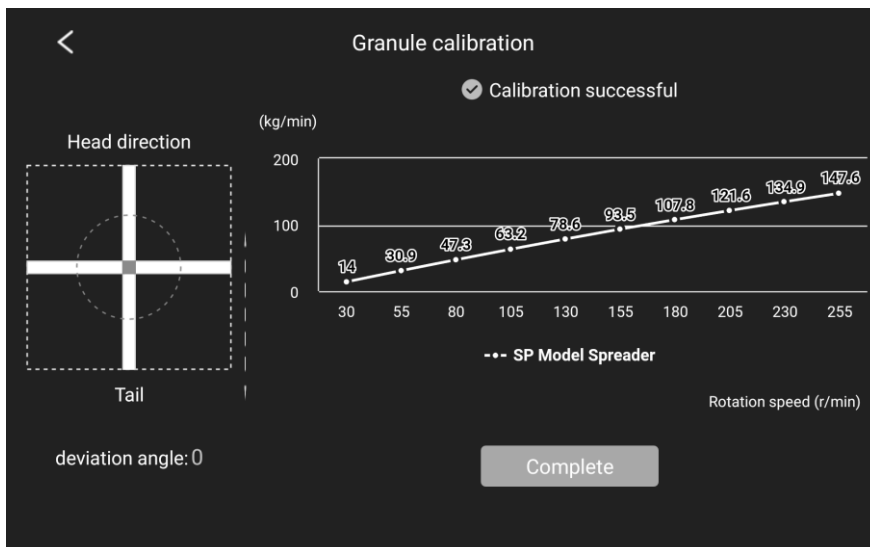 Granule calibration
Calibration successful
Head direction
Tail
deviation angle: 0
(kg/min)
200
100
0
14 30.9 47.3 63.2 78.6 93.5 107.8 121.6 134.9 147.6
30 55 80 105 130 155 180 205 230 255
SP Model Spreader
Rotation speed (r/min)
Complete